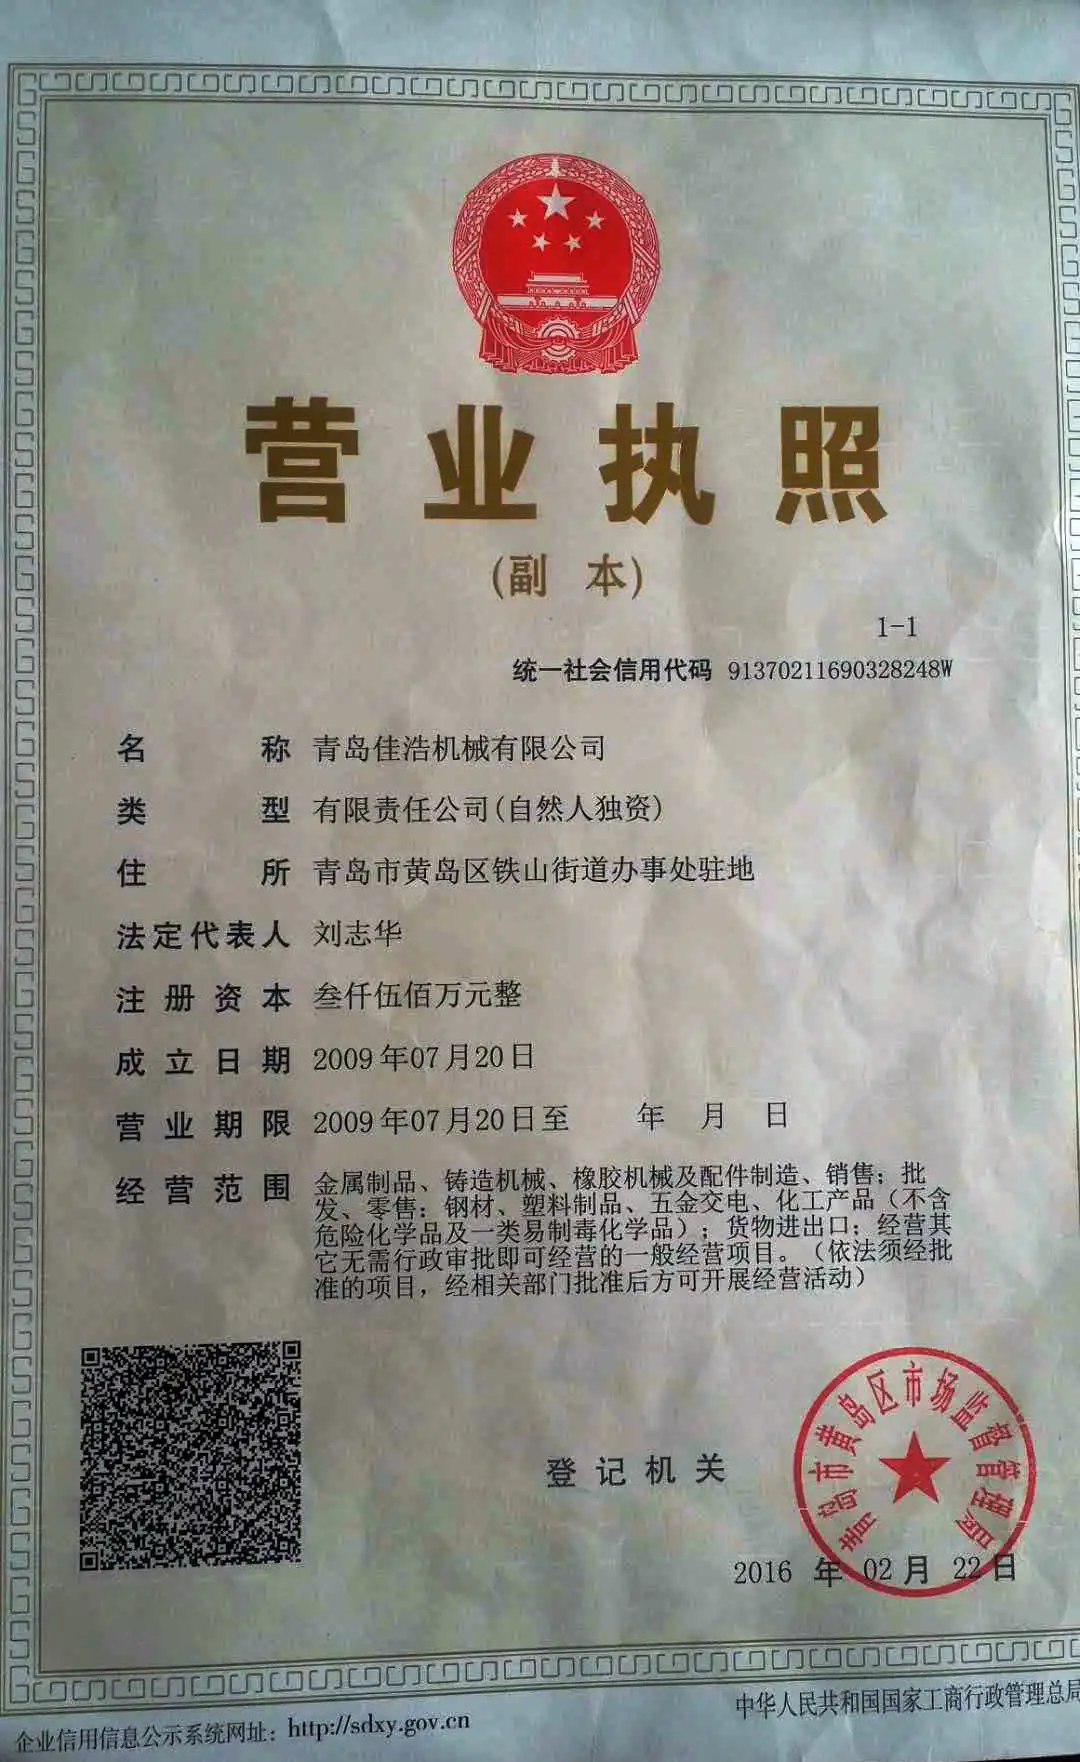 营业执照
(副 本)
1-1
统一社会信用代码 91370211690328248W
名 称 青岛佳浩机械有限公司
类 型 有限责任公司(自然人独资)
住 所 青岛市黄岛区铁山街道办事处驻地
法定代表人 刘志华
注册资本 叁仟伍佰万元整
成立日期 2009年07月20日
营业期限 2009年07月20日至 年 月 日
经营范围 金属制品、铸造机械、橡胶机械及配件制造、销售；批
发、零售：钢材、塑料制品、五金交电、化工产品（不含
危险化学品及一类易制毒化学品）；货物进出口；经营其
它无需行政审批即可经营的一般经营项目。（依法须经批
准的项目，经相关部门批准后方可开展经营活动）
青岛市黄岛区市场监督管理局
登记机关
2016 年 02 月 22 日
企业信用信息公示系统网址：http://sdxy.gov.cn
中华人民共和国国家工商行政管理总局